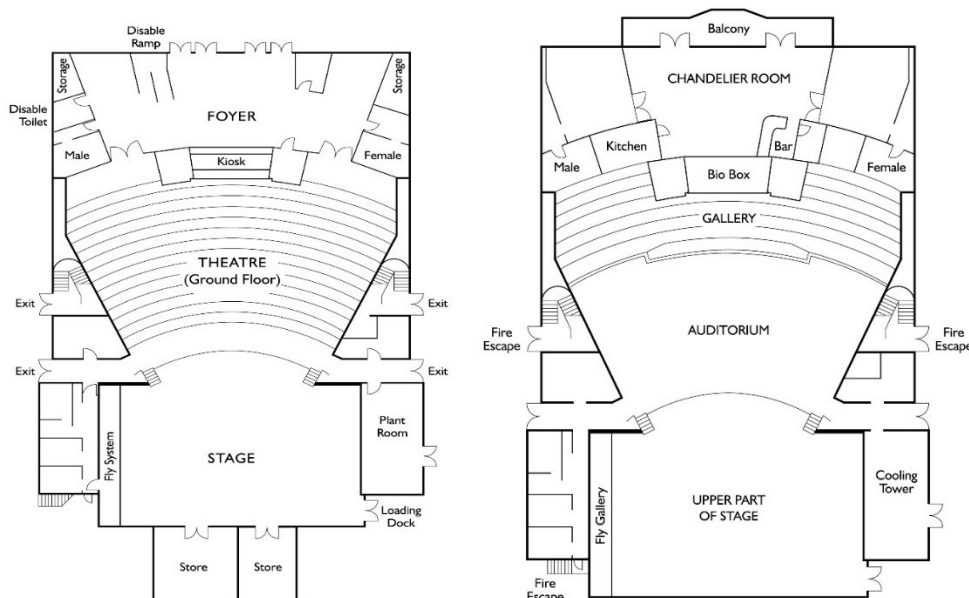 Disable
Ramp
Storage
Storage
Disable
Toilet
FOYER
Male
Kiosk
Female
THEATRE
(Ground Floor)
Exit
Exit
Exit
Exit
Fly System
STAGE
Plant
Room
Loading
Dock
Store
Store
Balcony
CHANDELIER ROOM
Kitchen
Bar
Male
Bio Box
Female
GALLERY
Fire
Escape
AUDITORIUM
Fire
Escape
Fly Gallery
UPPER PART
OF STAGE
Cooling
Tower
Fire
Escape